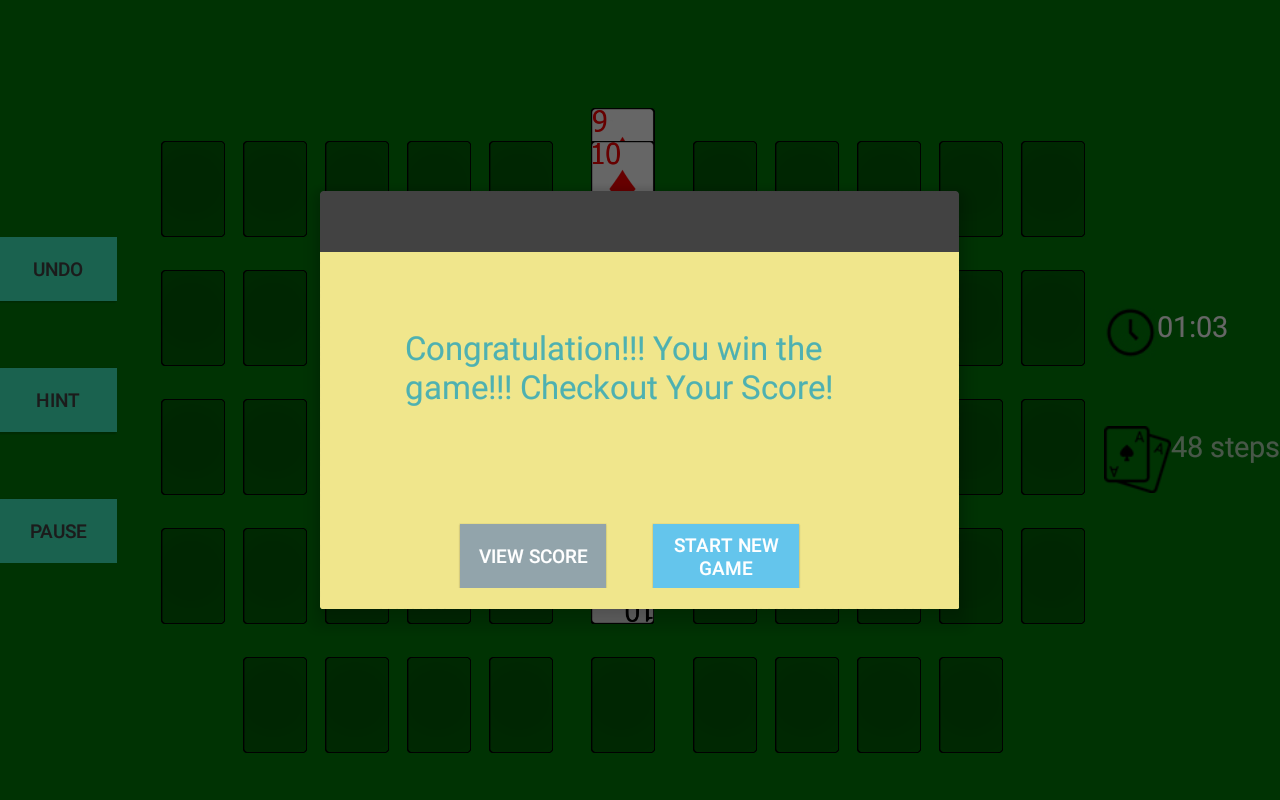 9
10
UNDO
Congratulation!!! You win the
game!!! Checkout Your Score!
01:03
HINT
48 steps
A
A
A
PAUSE
VIEW SCORE
START NEW
GAME
10